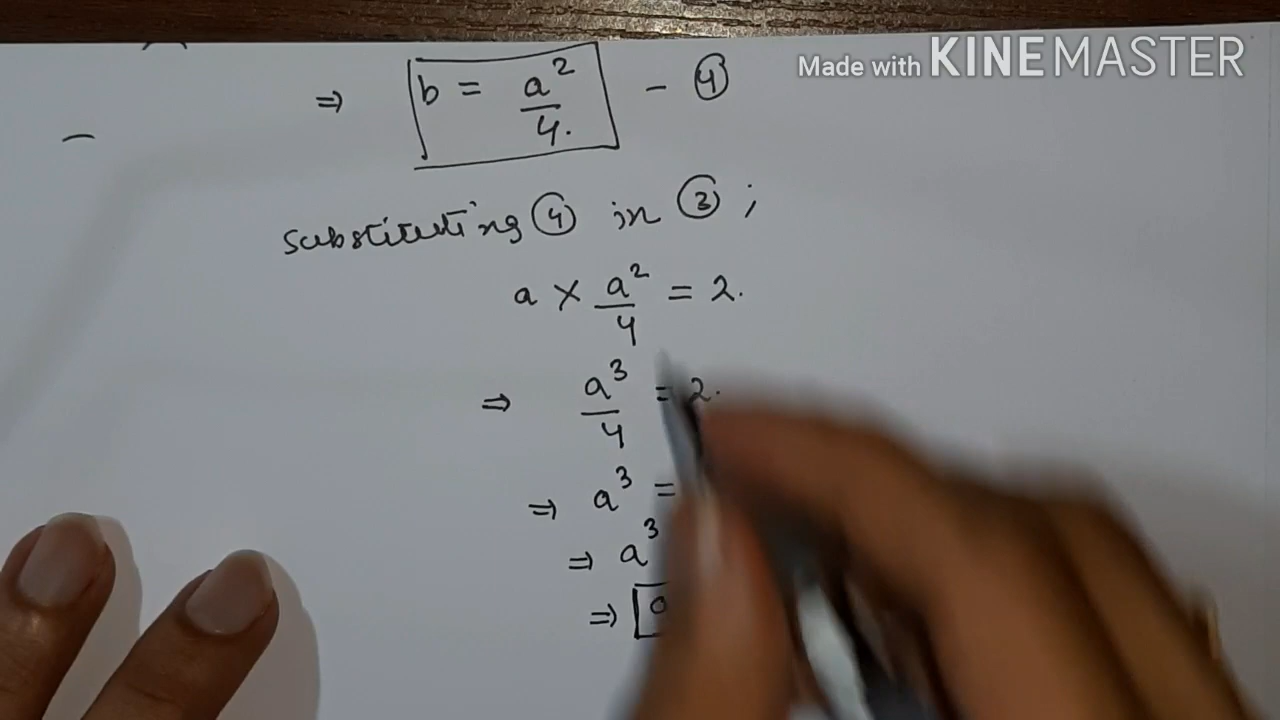 Made with KINEMASTER
⇒ b = a²/4. - ④
substituting ④ in ③ ;
a × a²/4 = 2.
⇒ a³/4 = 2.
⇒ a³ =
⇒ a³
⇒